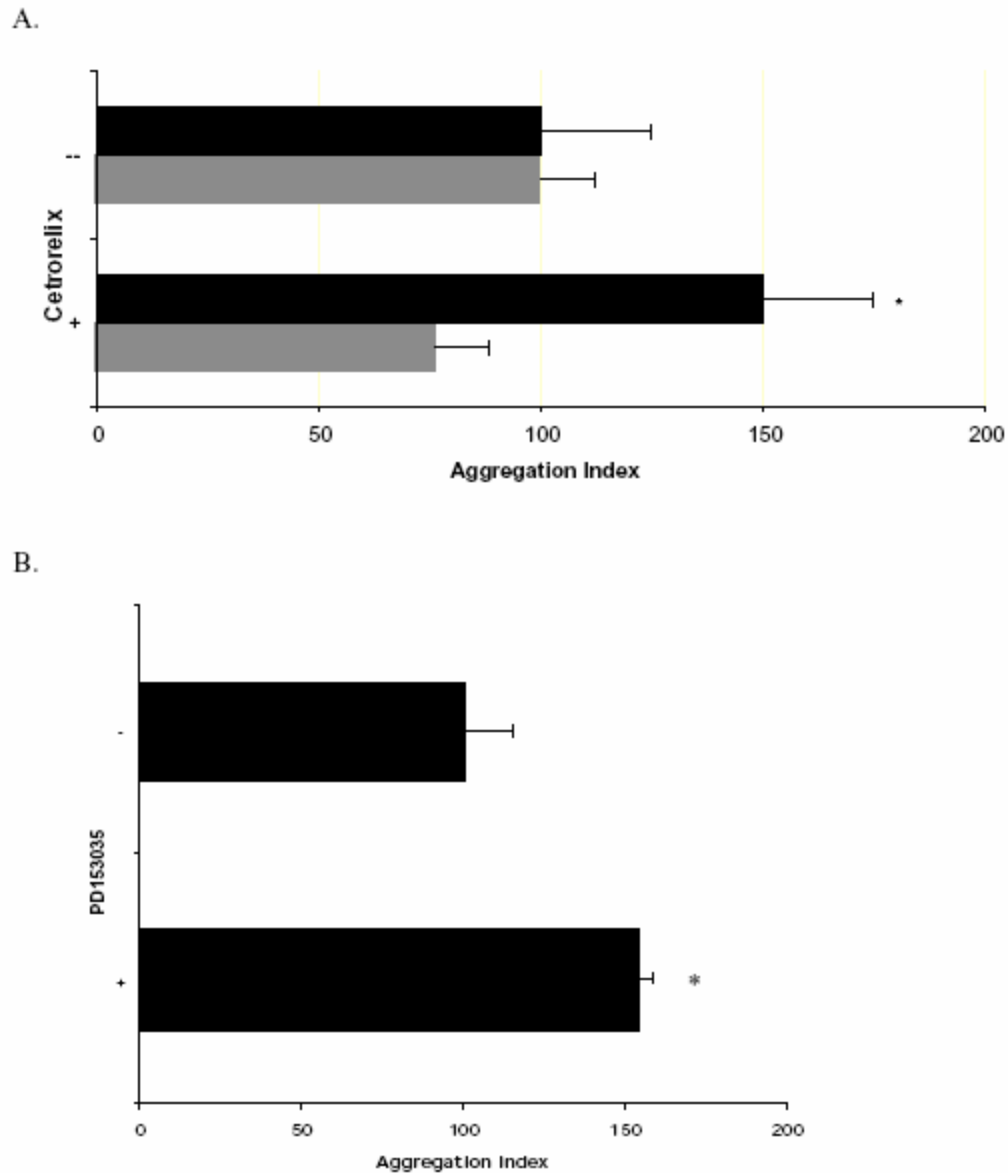 A.
--
Cetrorelix
+
*
0 50 100 150 200
Aggregation Index
B.
-
PD153035
+
*
0 50 100 150 200
Aggregation Index